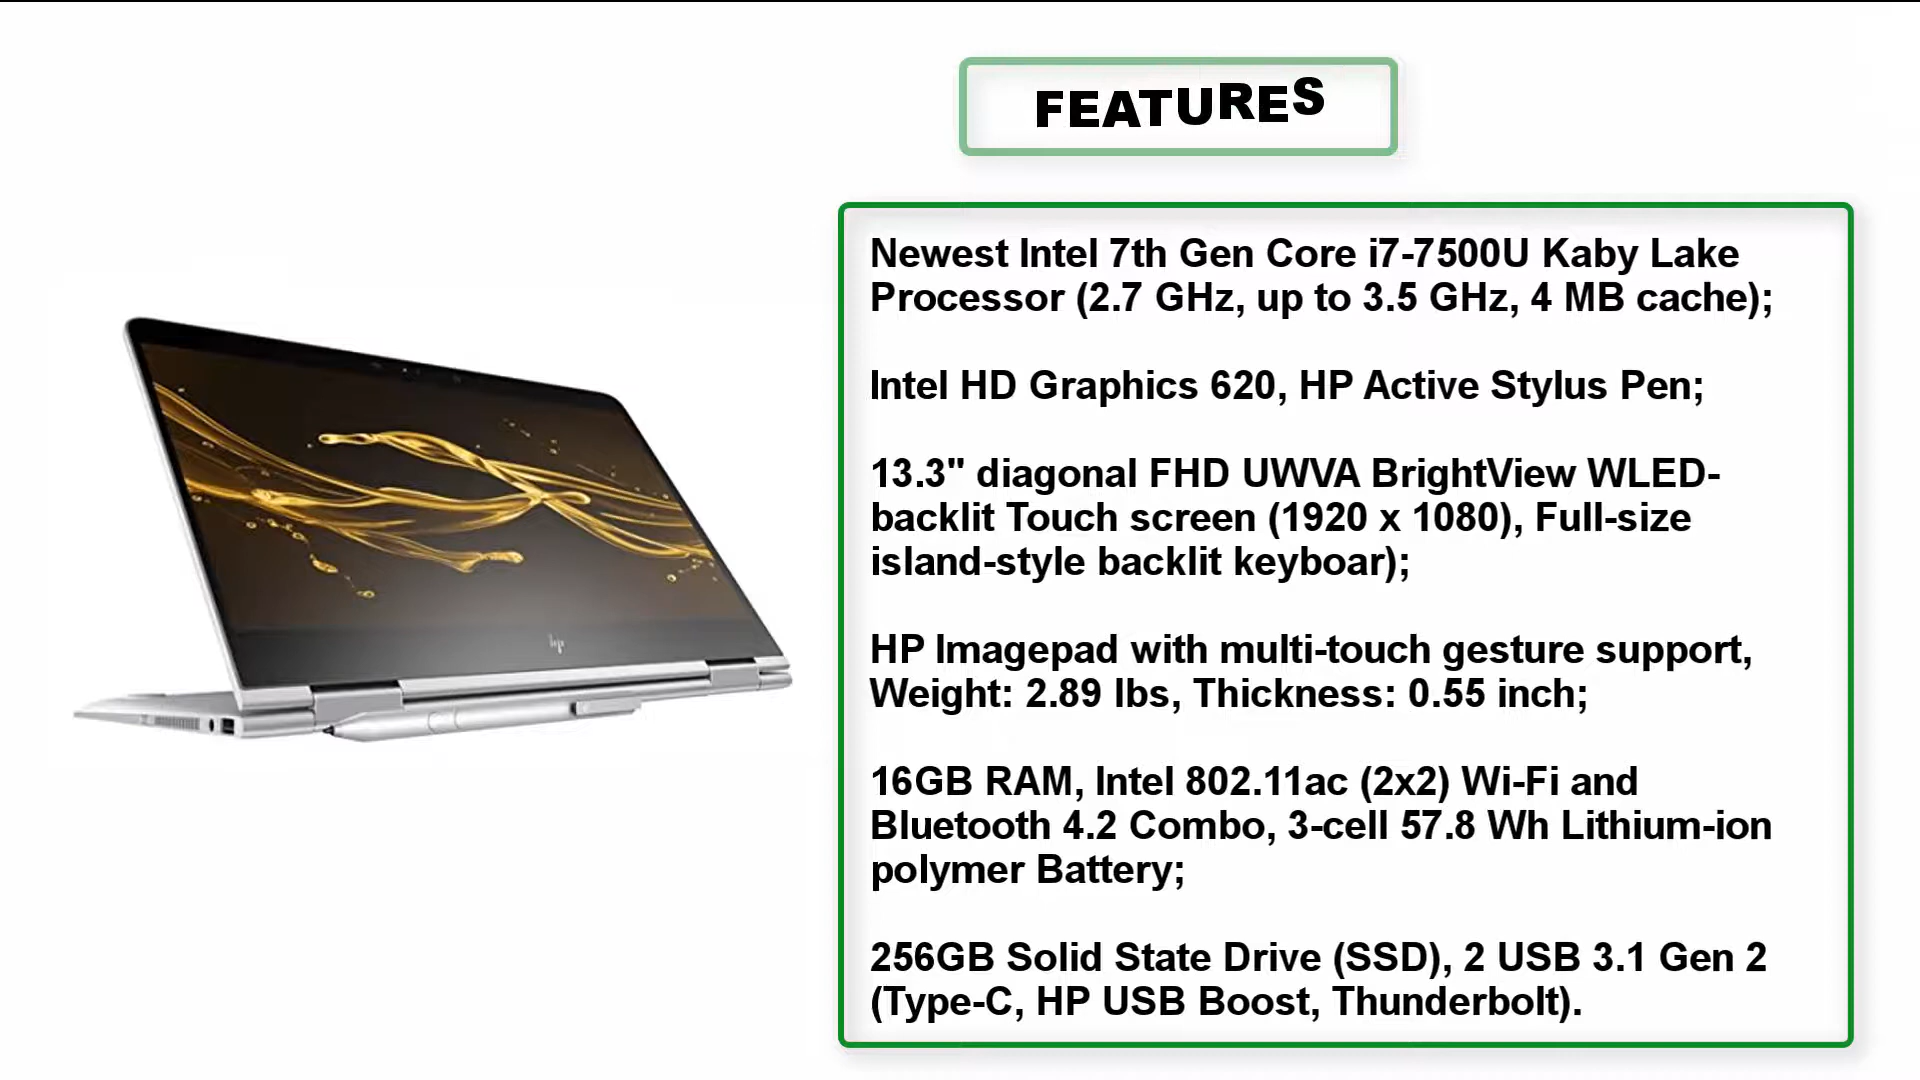 FEATURES
Newest Intel 7th Gen Core i7-7500U Kaby Lake
Processor (2.7 GHz, up to 3.5 GHz, 4 MB cache);
Intel HD Graphics 620, HP Active Stylus Pen;
13.3" diagonal FHD UWVA BrightView WLED-
backlit Touch screen (1920 x 1080), Full-size
island-style backlit keyboar);
HP Imagepad with multi-touch gesture support,
Weight: 2.89 lbs, Thickness: 0.55 inch;
16GB RAM, Intel 802.11ac (2x2) Wi-Fi and
Bluetooth 4.2 Combo, 3-cell 57.8 Wh Lithium-ion
polymer Battery;
256GB Solid State Drive (SSD), 2 USB 3.1 Gen 2
(Type-C, HP USB Boost, Thunderbolt).
hp